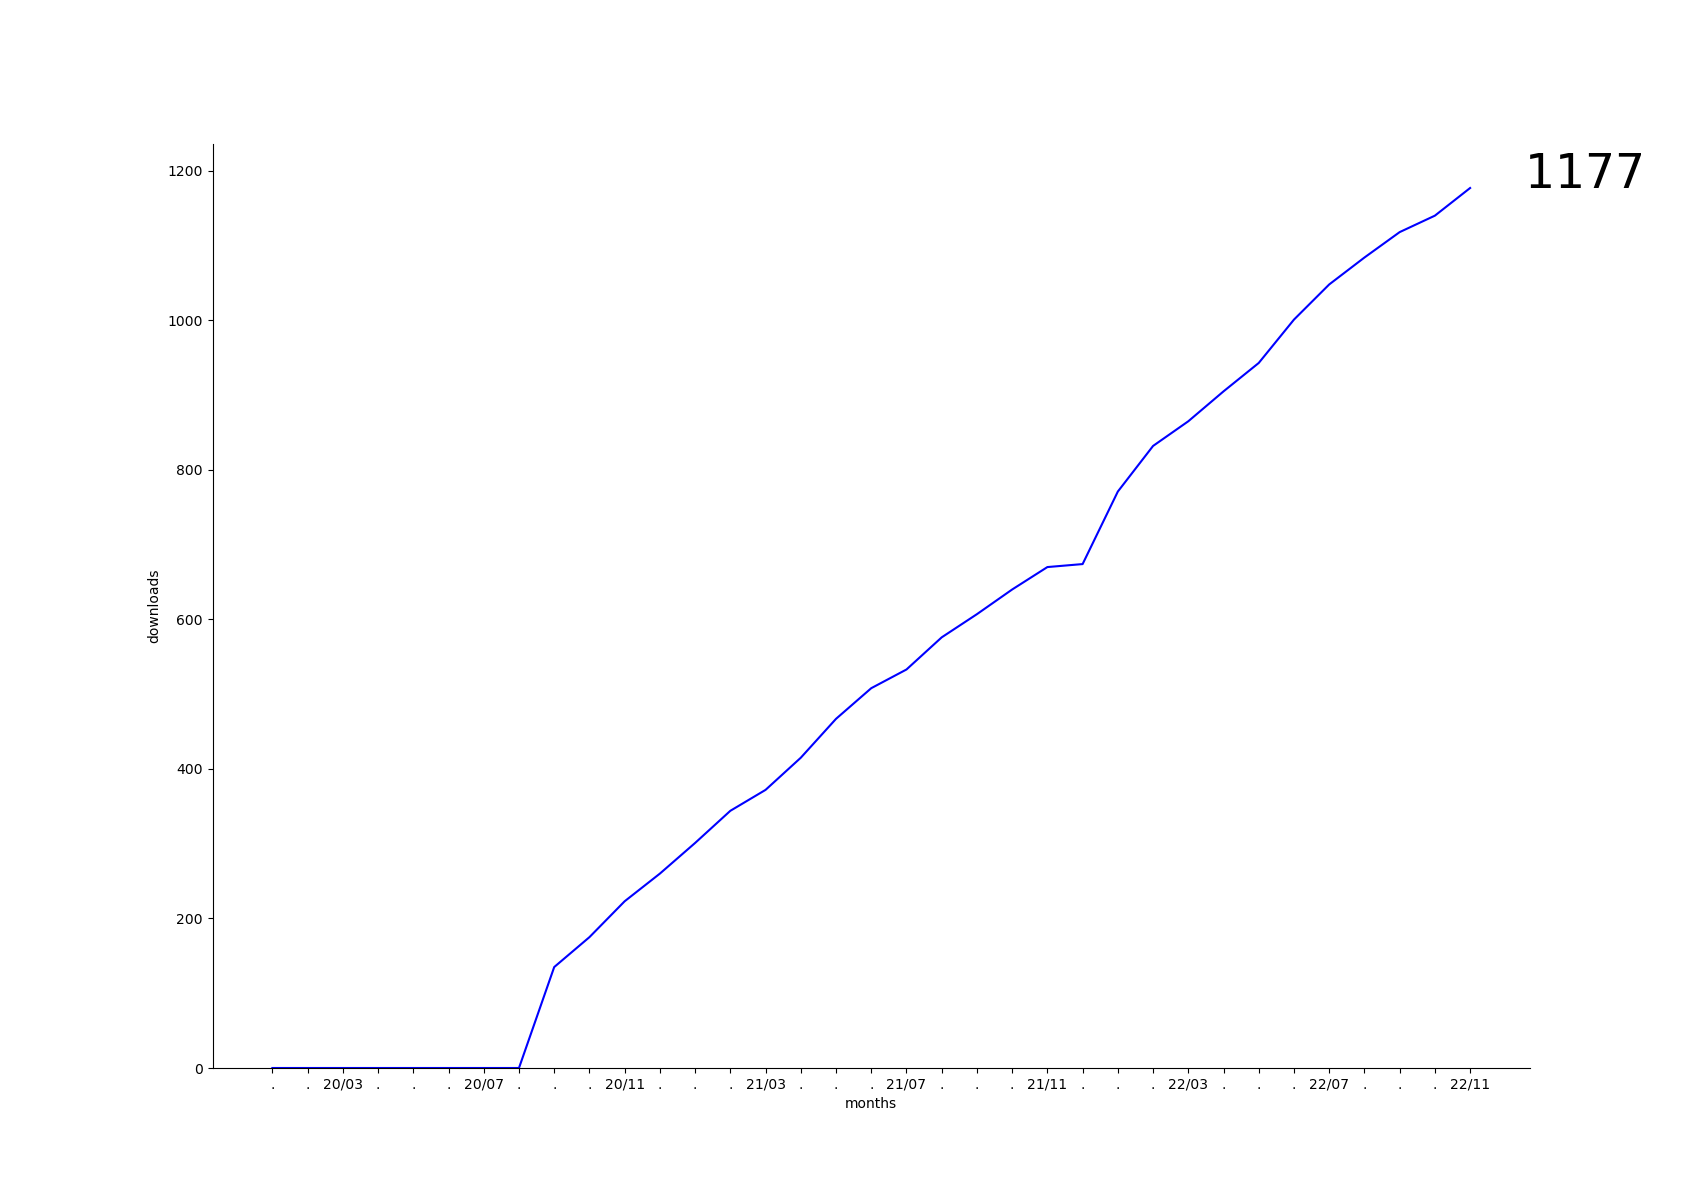 1177
1200
1000
800
600
400
200
0
downloads
. . 20/03 . . . 20/07 . . . 20/11 . . . 21/03 . . . 21/07 . . . 21/11 . . . 22/03 . . . 22/07 . . . 22/11
months